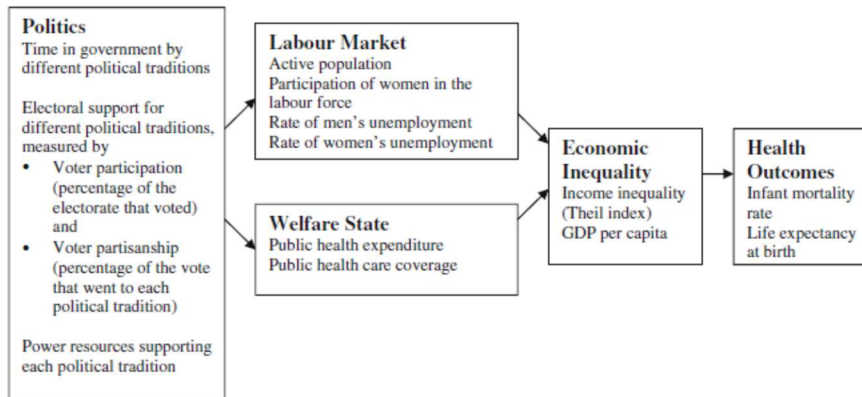 Politics
Time in government by
different political traditions
Electoral support for
different political traditions,
measured by
• Voter participation
(percentage of the
electorate that voted)
and
• Voter partisanship
(percentage of the vote
that went to each
political tradition)
Power resources supporting
each political tradition
Labour Market
Active population
Participation of women in the
labour force
Rate of men's unemployment
Rate of women's unemployment
Welfare State
Public health expenditure
Public health care coverage
Economic
Inequality
Income inequality
(Theil index)
GDP per capita
Health
Outcomes
Infant mortality
rate
Life expectancy
at birth